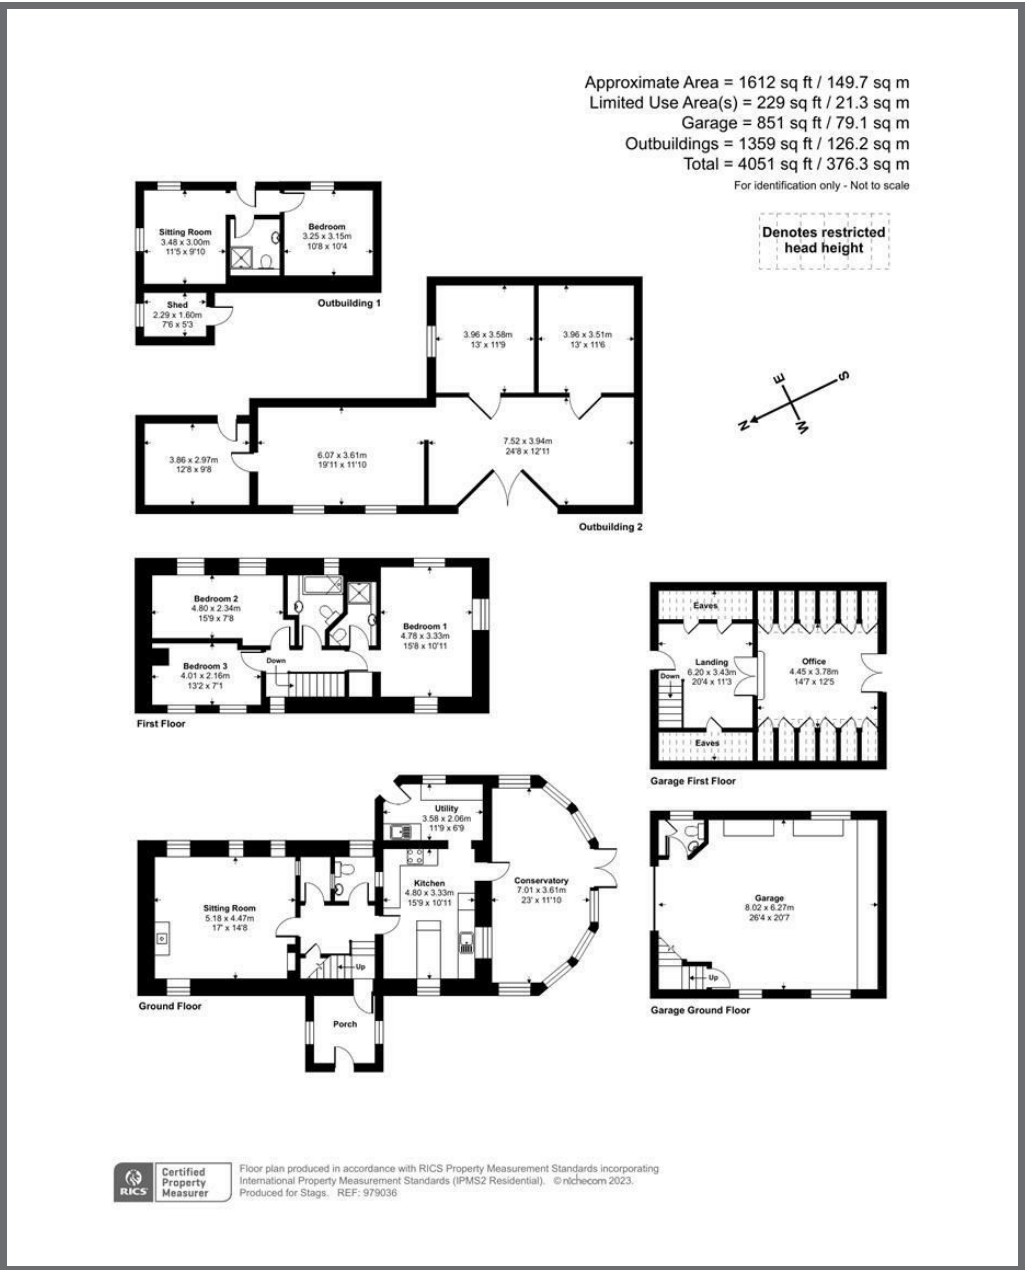 Approximate Area = 1612 sq ft / 149.7 sq m
Limited Use Area(s) = 229 sq ft / 21.3 sq m
Garage = 851 sq ft / 79.1 sq m
Outbuildings = 1359 sq ft / 126.2 sq m
Total = 4051 sq ft / 376.3 sq m
For identification only - Not to scale
Denotes restricted
head height
Sitting Room
3.48 x 3.00m
11'5 x 9'10
Bedroom
3.25 x 3.15m
10'8 x 10'4
Shed
2.29 x 1.60m
7'6 x 5'3
Outbuilding 1
3.96 x 3.58m
13' x 11'9
3.96 x 3.51m
13' x 11'6
3.86 x 2.97m
12'8 x 9'8
6.07 x 3.61m
19'11 x 11'10
7.52 x 3.94m
24'8 x 12'11
Outbuilding 2
E
S
N
W
Bedroom 2
4.80 x 2.34m
15'9 x 7'8
Bedroom 1
4.78 x 3.33m
15'8 x 10'11
Bedroom 3
4.01 x 2.16m
13'2 x 7'1
Down
First Floor
Eaves
Landing
6.20 x 3.43m
20'4 x 11'3
Down
Office
4.45 x 3.78m
14'7 x 12'5
Eaves
Garage First Floor
Utility
3.58 x 2.06m
11'9 x 6'9
Sitting Room
5.18 x 4.47m
17' x 14'8
Kitchen
4.80 x 3.33m
15'9 x 10'11
Conservatory
7.01 x 3.61m
23' x 11'10
Up
Ground Floor
Porch
Garage
8.02 x 6.27m
26'4 x 20'7
Up
Garage Ground Floor
RICS
Certified
Property
Measurer
Floor plan produced in accordance with RICS Property Measurement Standards incorporating
International Property Measurement Standards (IPMS2 Residential). © nıchecom 2023.
Produced for Stags. REF: 979036